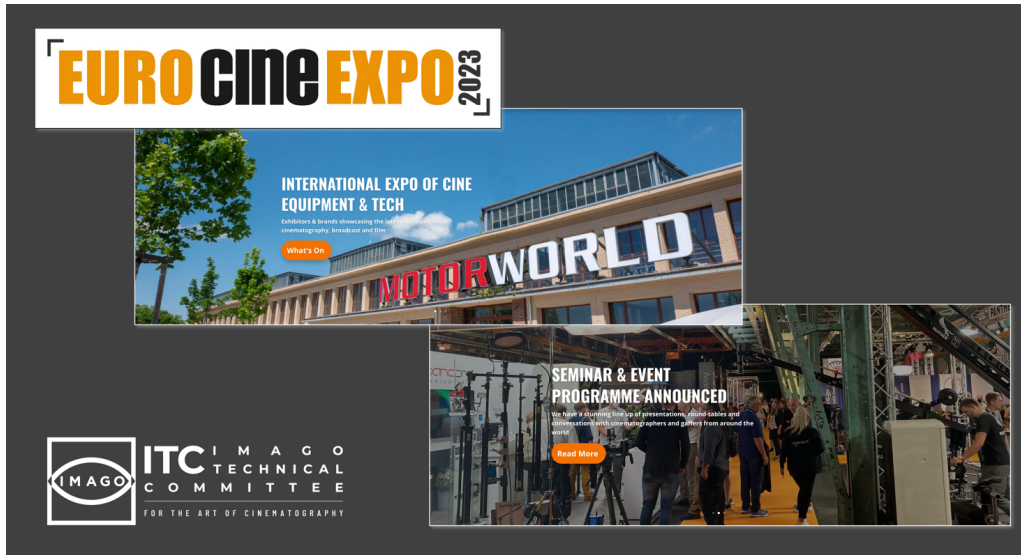 EURO CINE EXPO 2023
INTERNATIONAL EXPO OF CINE
EQUIPMENT & TECH
Exhibitors & brands showcasing the latest
cinematography, broadcast and film
What's On
MOTORWORLD
SEMINAR & EVENT
PROGRAMME ANNOUNCED
We have a stunning line up of presentations, round-tables and
conversations with cinematographers and gaffers from around the
world
Read More
IMAGO
ITC IMAGO
TECHNICAL
COMMITTEE
FOR THE ART OF CINEMATOGRAPHY